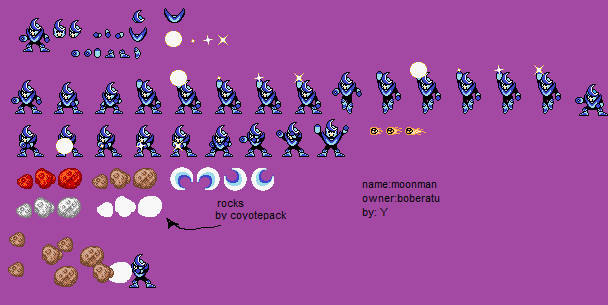 rocks
by coyotepack
name:moonman
owner:boberatu
by: Y